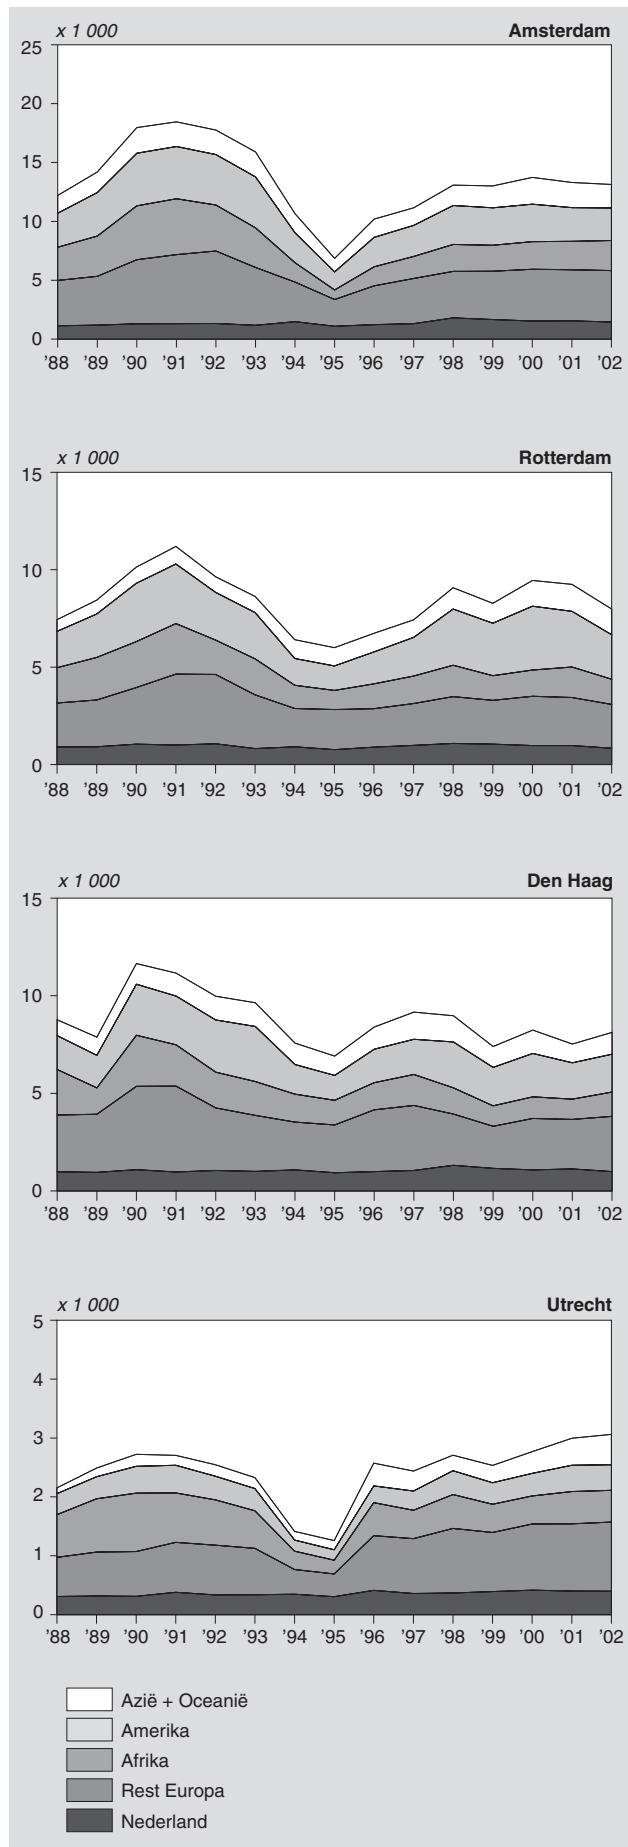 x 1 000 Amsterdam
25
20
15
10
5
0
’88 ’89 ’90 ’91 ’92 ’93 ’94 ’95 ’96 ’97 ’98 ’99 ’00 ’01 ’02
x 1 000 Rotterdam
15
10
5
0
’88 ’89 ’90 ’91 ’92 ’93 ’94 ’95 ’96 ’97 ’98 ’99 ’00 ’01 ’02
x 1 000 Den Haag
15
10
5
0
’88 ’89 ’90 ’91 ’92 ’93 ’94 ’95 ’96 ’97 ’98 ’99 ’00 ’01 ’02
x 1 000 Utrecht
5
4
3
2
1
0
’88 ’89 ’90 ’91 ’92 ’93 ’94 ’95 ’96 ’97 ’98 ’99 ’00 ’01 ’02
Azië + Oceanië
Amerika
Afrika
Rest Europa
Nederland